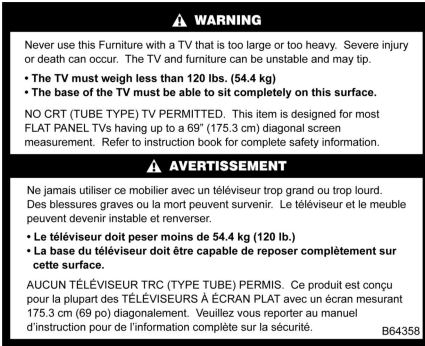 WARNING
Never use this Furniture with a TV that is too large or too heavy. Severe injury
or death can occur. The TV and furniture can be unstable and may tip.
• The TV must weigh less than 120 lbs. (54.4 kg)
• The base of the TV must be able to sit completely on this surface.
NO CRT (TUBE TYPE) TV PERMITTED. This item is designed for most
FLAT PANEL TVs having up to a 69" (175.3 cm) diagonal screen
measurement. Refer to instruction book for complete safety information.
AVERTISSEMENT
Ne jamais utiliser ce mobilier avec un téléviseur trop grand ou trop lourd.
Des blessures graves ou la mort peuvent survenir. Le téléviseur et le meuble
peuvent devenir instable et renverser.
• Le téléviseur doit peser moins de 54.4 kg (120 lb.)
• La base du téléviseur doit être capable de reposer complètement sur
cette surface.
AUCUN TÉLÉVISEUR TRC (TYPE TUBE) PERMIS. Ce produit est conçu
pour la plupart des TÉLÉVISEURS À ÉCRAN PLAT avec un écran mesurant
175.3 cm (69 po) diagonalement. Veuillez vous reporter au manuel
d'instruction pour de l'information complète sur la sécurité.
B64358